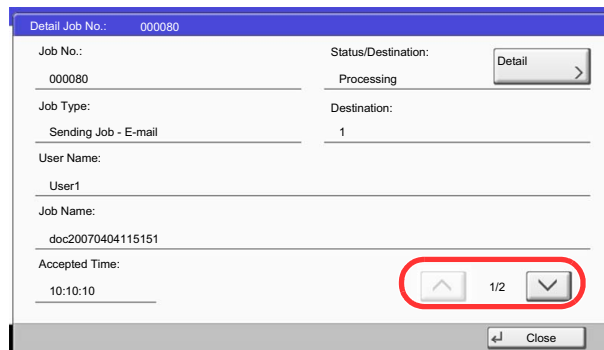 Detail Job No.: 000080
Job No.:
000080
Status/Destination:
Processing
Detail
Job Type:
Sending Job - E-mail
Destination:
1
User Name:
User1
Job Name:
doc20070404115151
Accepted Time:
10:10:10
1/2
Close